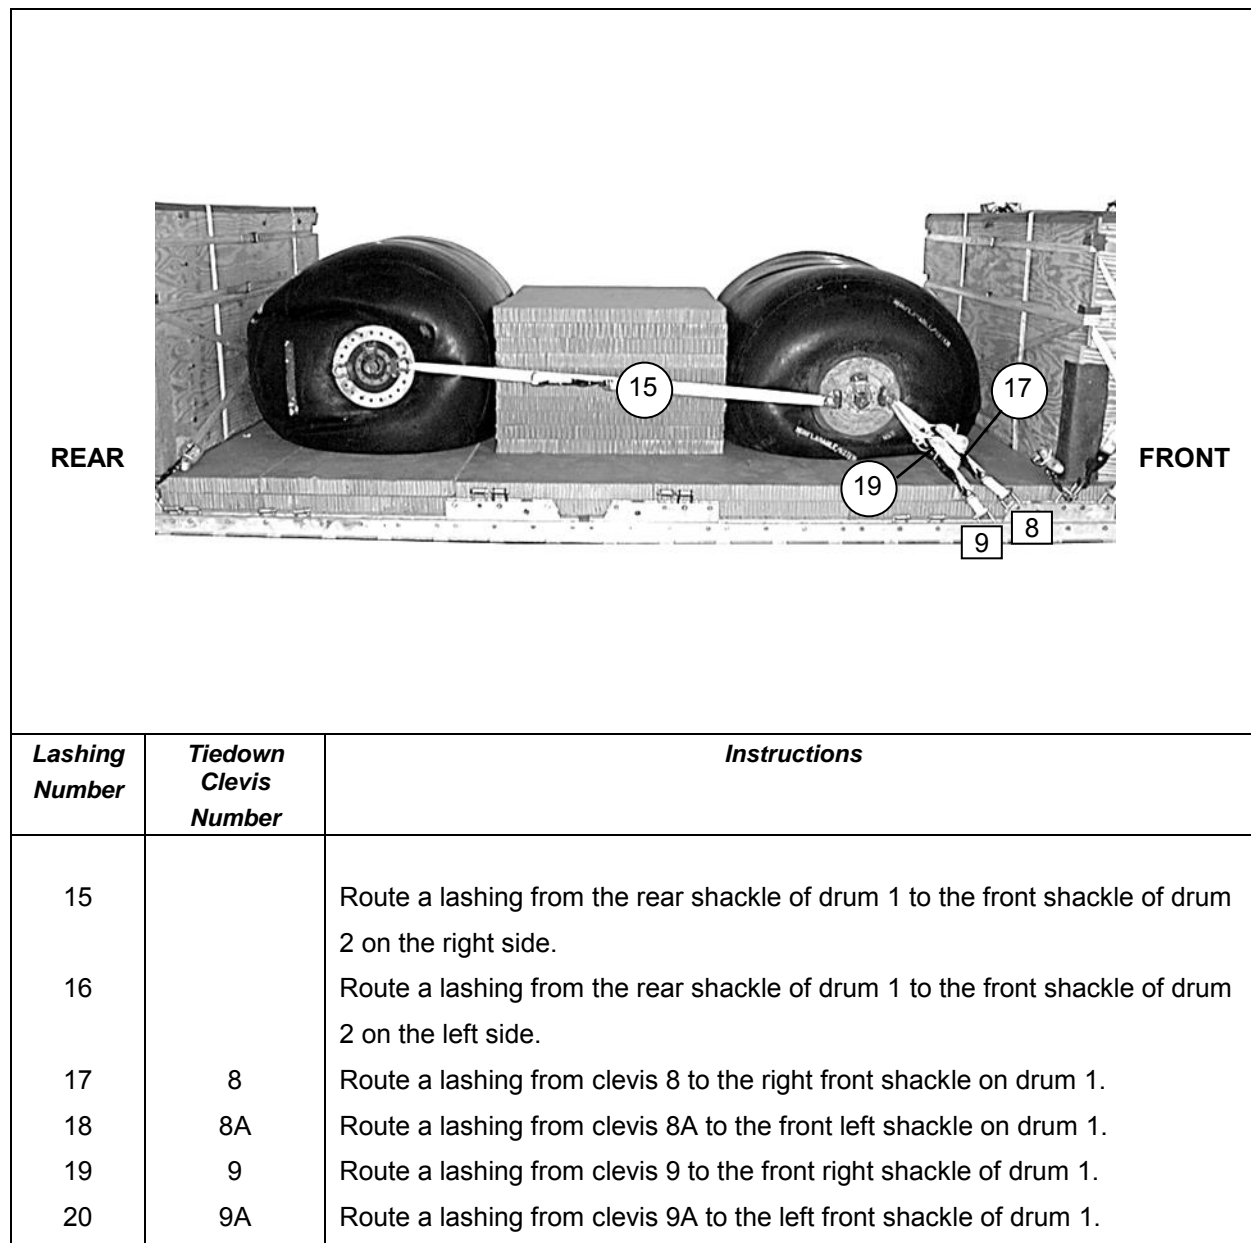 15
17
REAR
FRONT
19
8
9
Lashing Number
Tiedown Clevis Number
Instructions
15
Route a lashing from the rear shackle of drum 1 to the front shackle of drum
2 on the right side.
16
Route a lashing from the rear shackle of drum 1 to the front shackle of drum
2 on the left side.
17 8 Route a lashing from clevis 8 to the right front shackle on drum 1.
18 8A Route a lashing from clevis 8A to the front left shackle on drum 1.
19 9 Route a lashing from clevis 9 to the front right shackle of drum 1.
20 9A Route a lashing from clevis 9A to the left front shackle of drum 1.